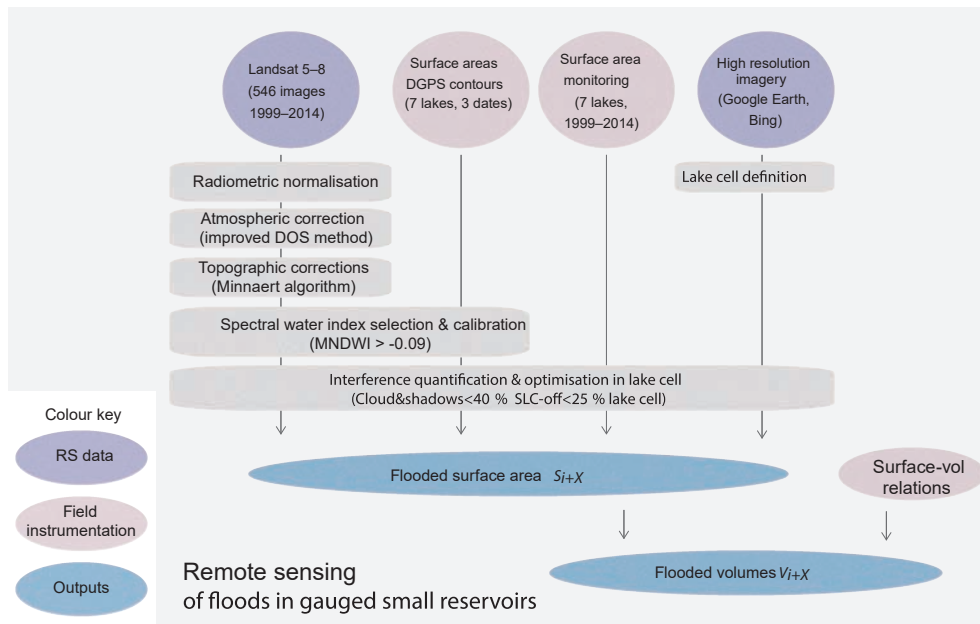 Landsat 5–8
(546 images
1999–2014)
Surface areas
DGPS contours
(7 lakes, 3 dates)
Surface area
monitoring
(7 lakes,
1999–2014)
High resolution
imagery
(Google Earth,
Bing)
Radiometric normalisation
Lake cell definition
Atmospheric correction
(improved DOS method)
Topographic corrections
(Minnaert algorithm)
Spectral water index selection & calibration
(MNDWI > -0.09)
Interference quantification & optimisation in lake cell
(Cloud&shadows<40 % SLC-off<25 % lake cell)
Colour key
RS data
Field
instrumentation
Outputs
Flooded surface area Si+X
Surface-vol
relations
Flooded volumes Vi+X
Remote sensing
of floods in gauged small reservoirs